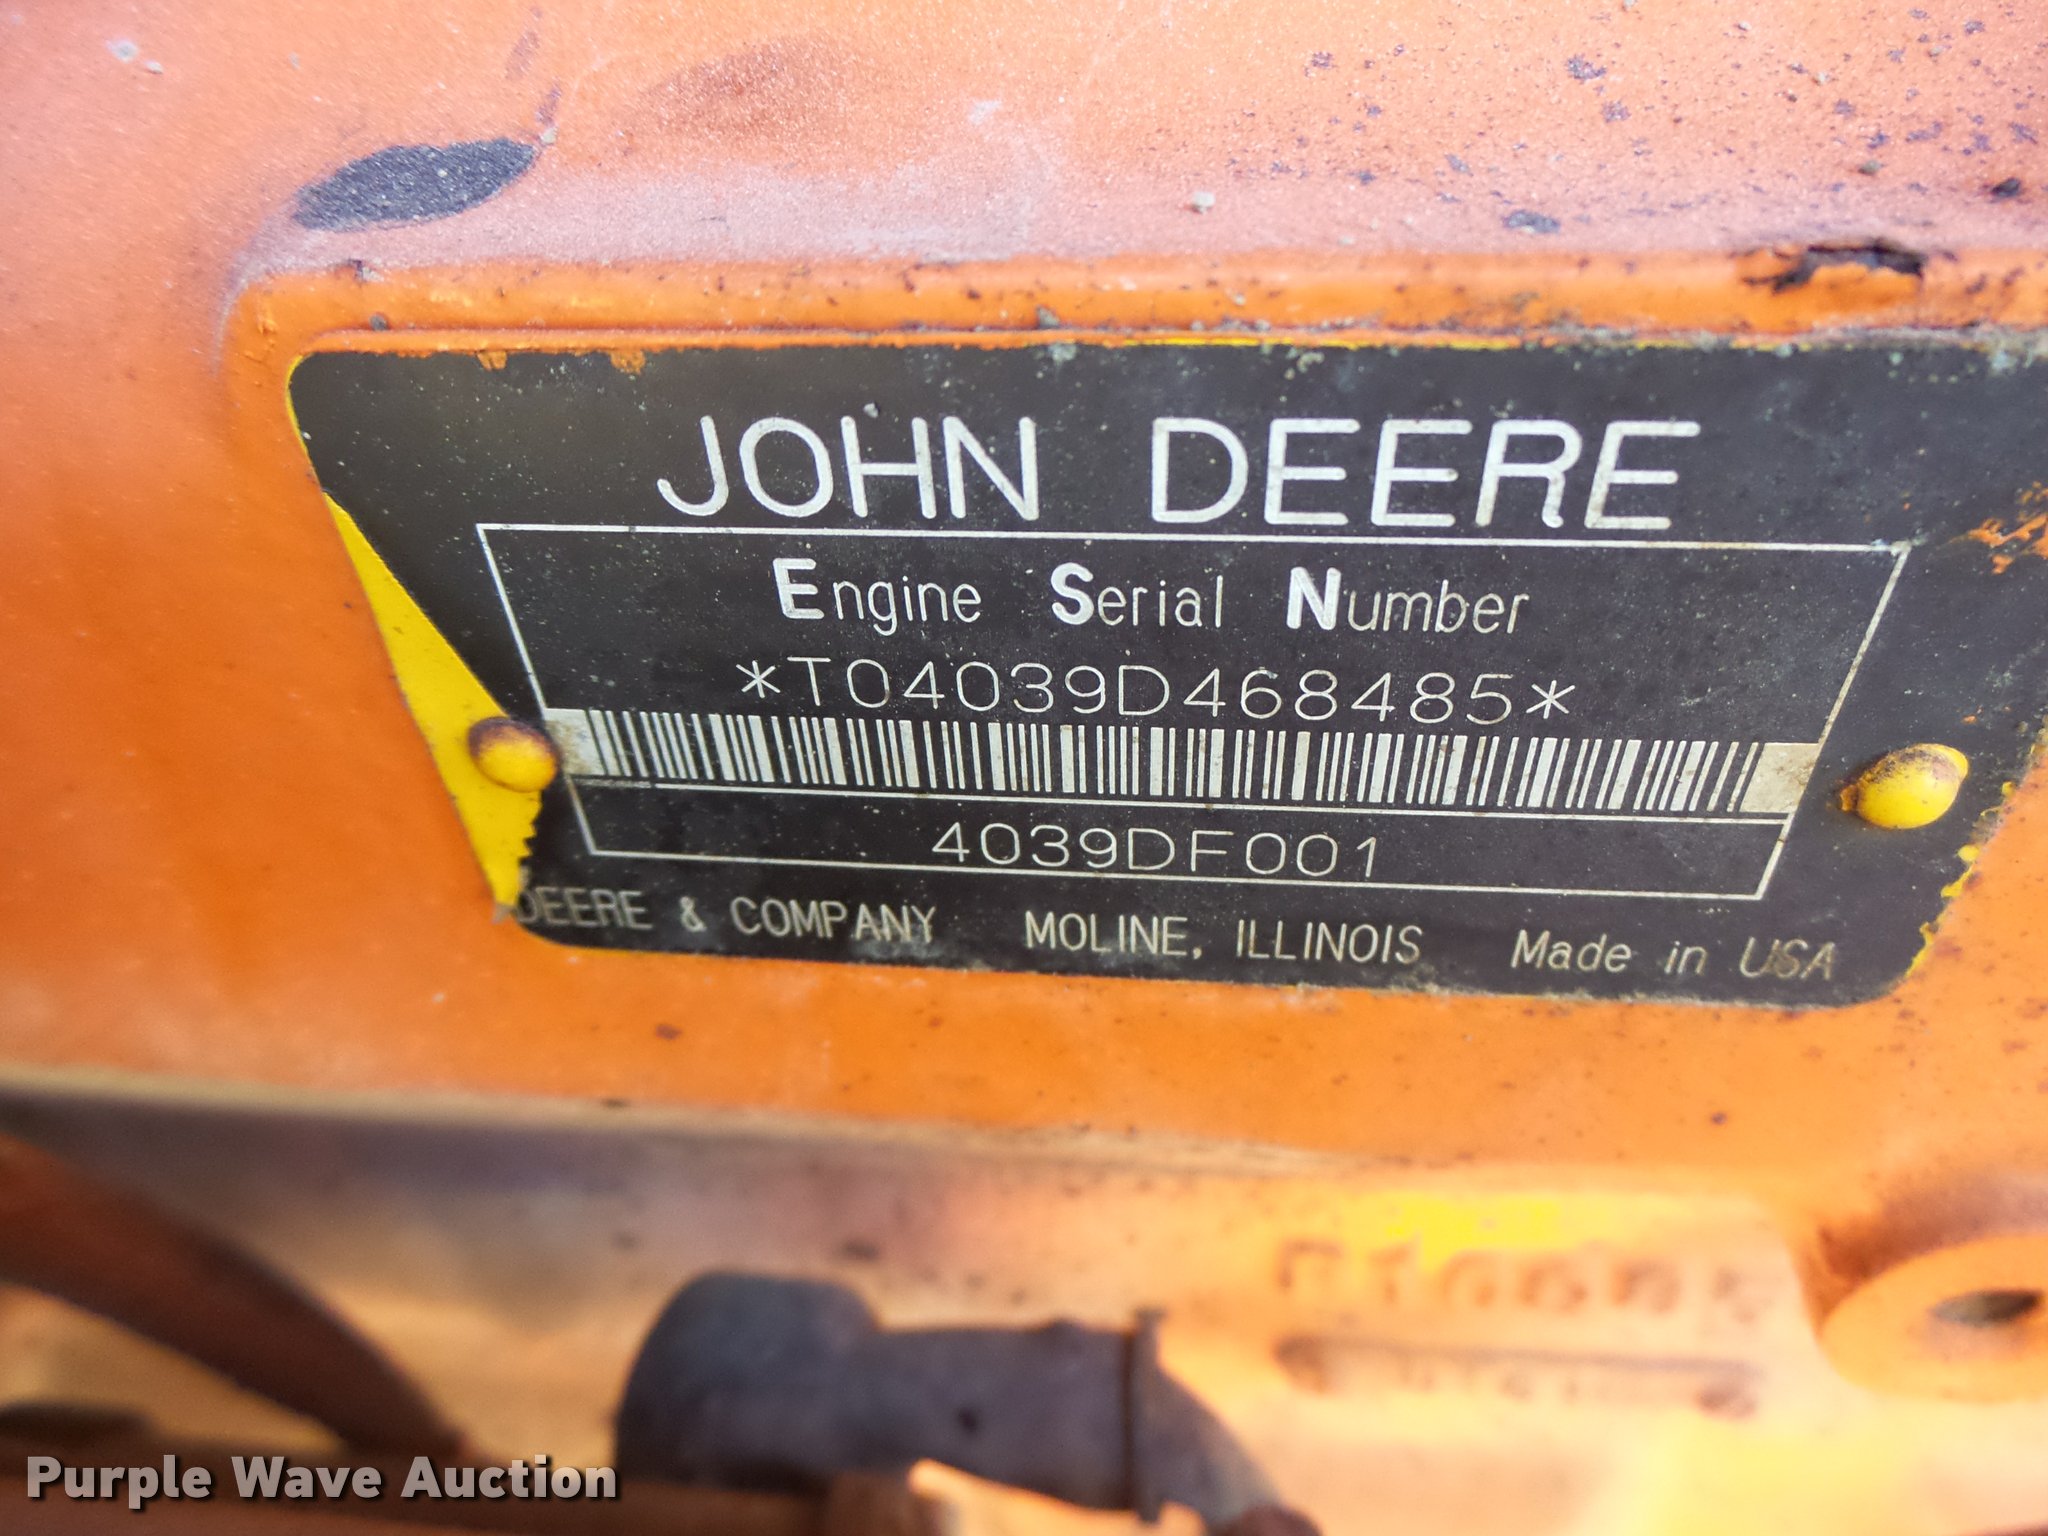 JOHN DEERE
Engine Serial Number
*T04039D468485*
4039DF001
DEERE & COMPANY MOLINE, ILLINOIS Made in USA
Purple Wave Auction